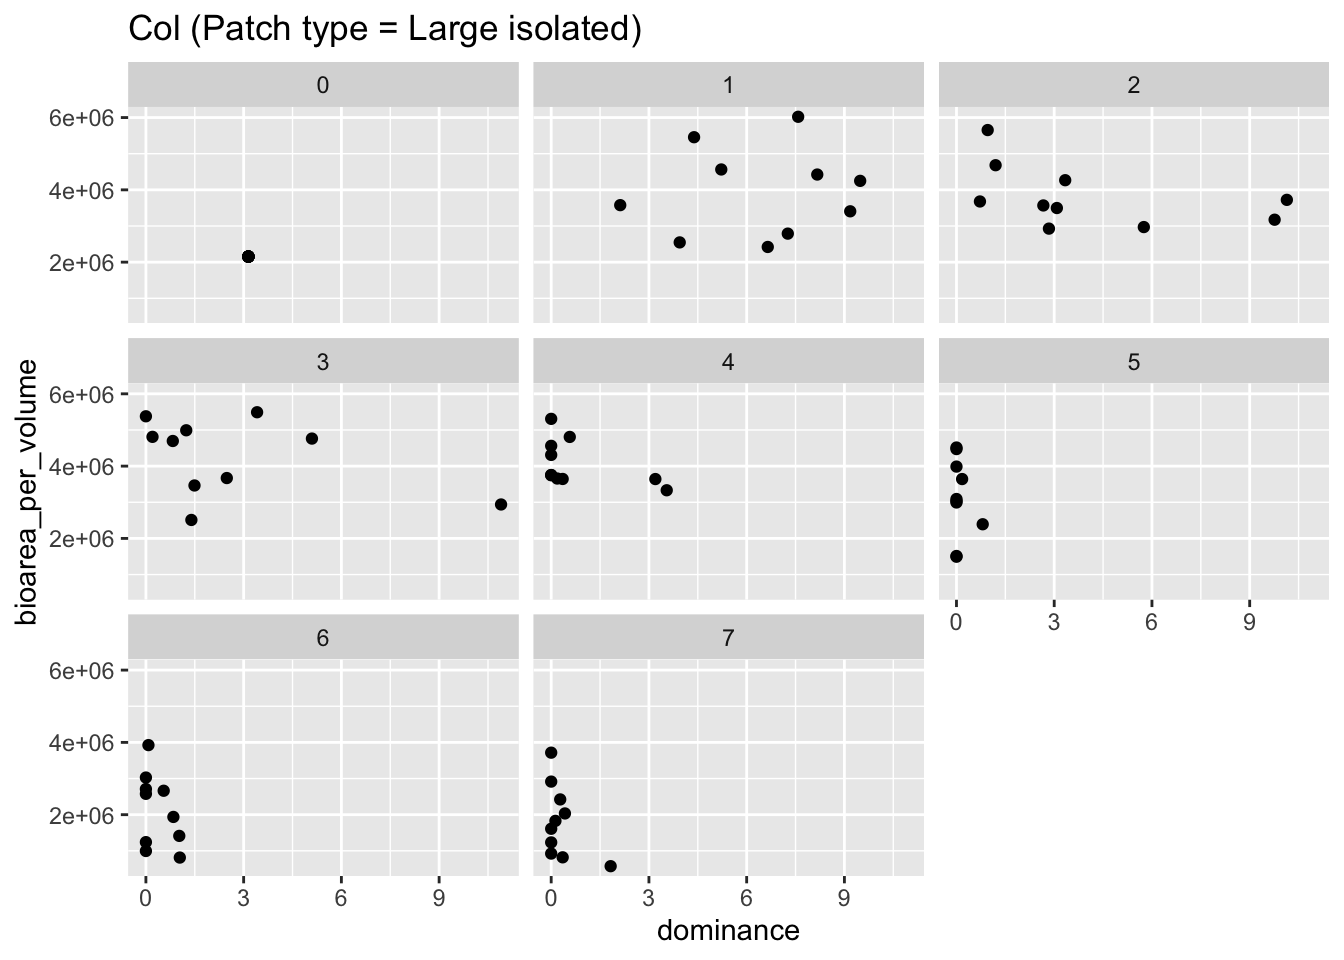 Col (Patch type = Large isolated)
0
1
2
6e+06
4e+06
2e+06
3
4
5
6e+06
4e+06
2e+06
0 3 6 9
6
7
6e+06
4e+06
2e+06
0 3 6 9
0 3 6 9
dominance
bioarea_per_volume